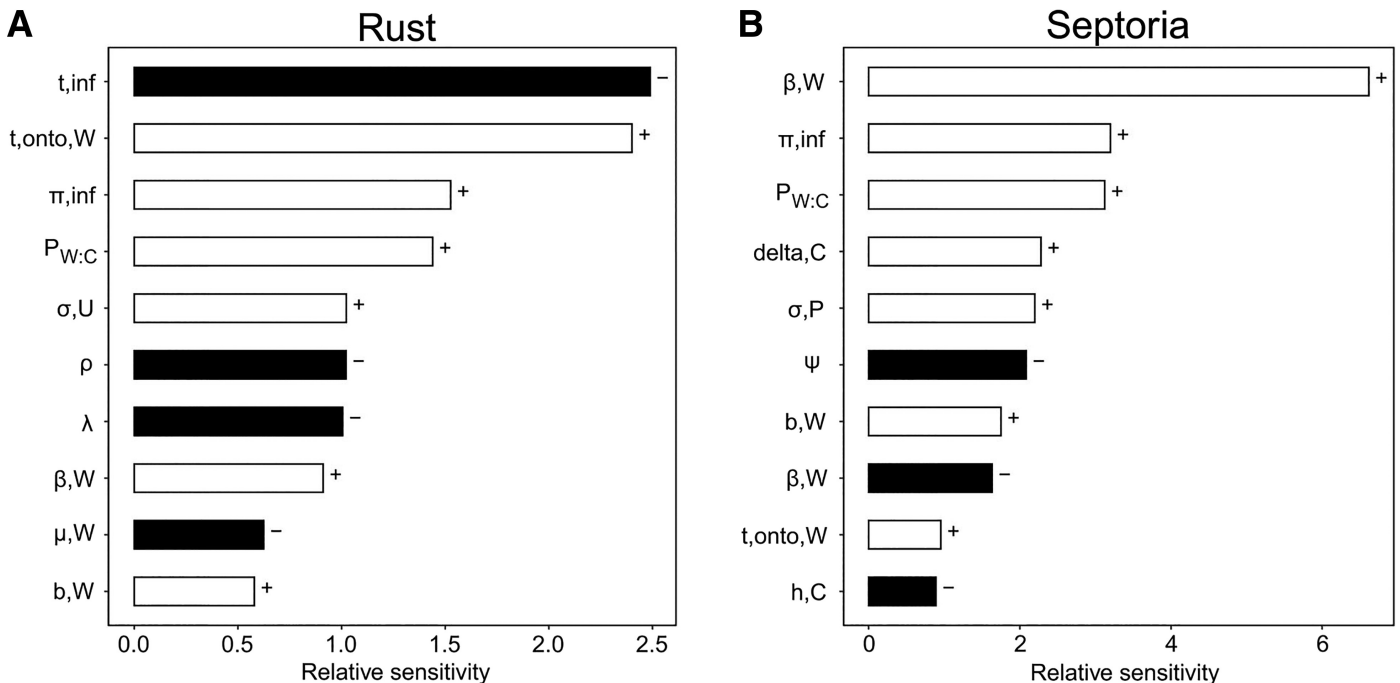 A
Rust
t,inf
−
t,onto,W
+
π,inf
+
PW:C
+
σ,U
+
ρ
−
λ
−
β,W
+
μ,W
−
b,W
+
0.0 0.5 1.0 1.5 2.0 2.5
Relative sensitivity
B
Septoria
β,W
+
π,inf
+
PW:C
+
delta,C
+
σ,P
+
Ψ
−
b,W
+
β,W
−
t,onto,W
+
h,C
−
0 2 4 6
Relative sensitivity